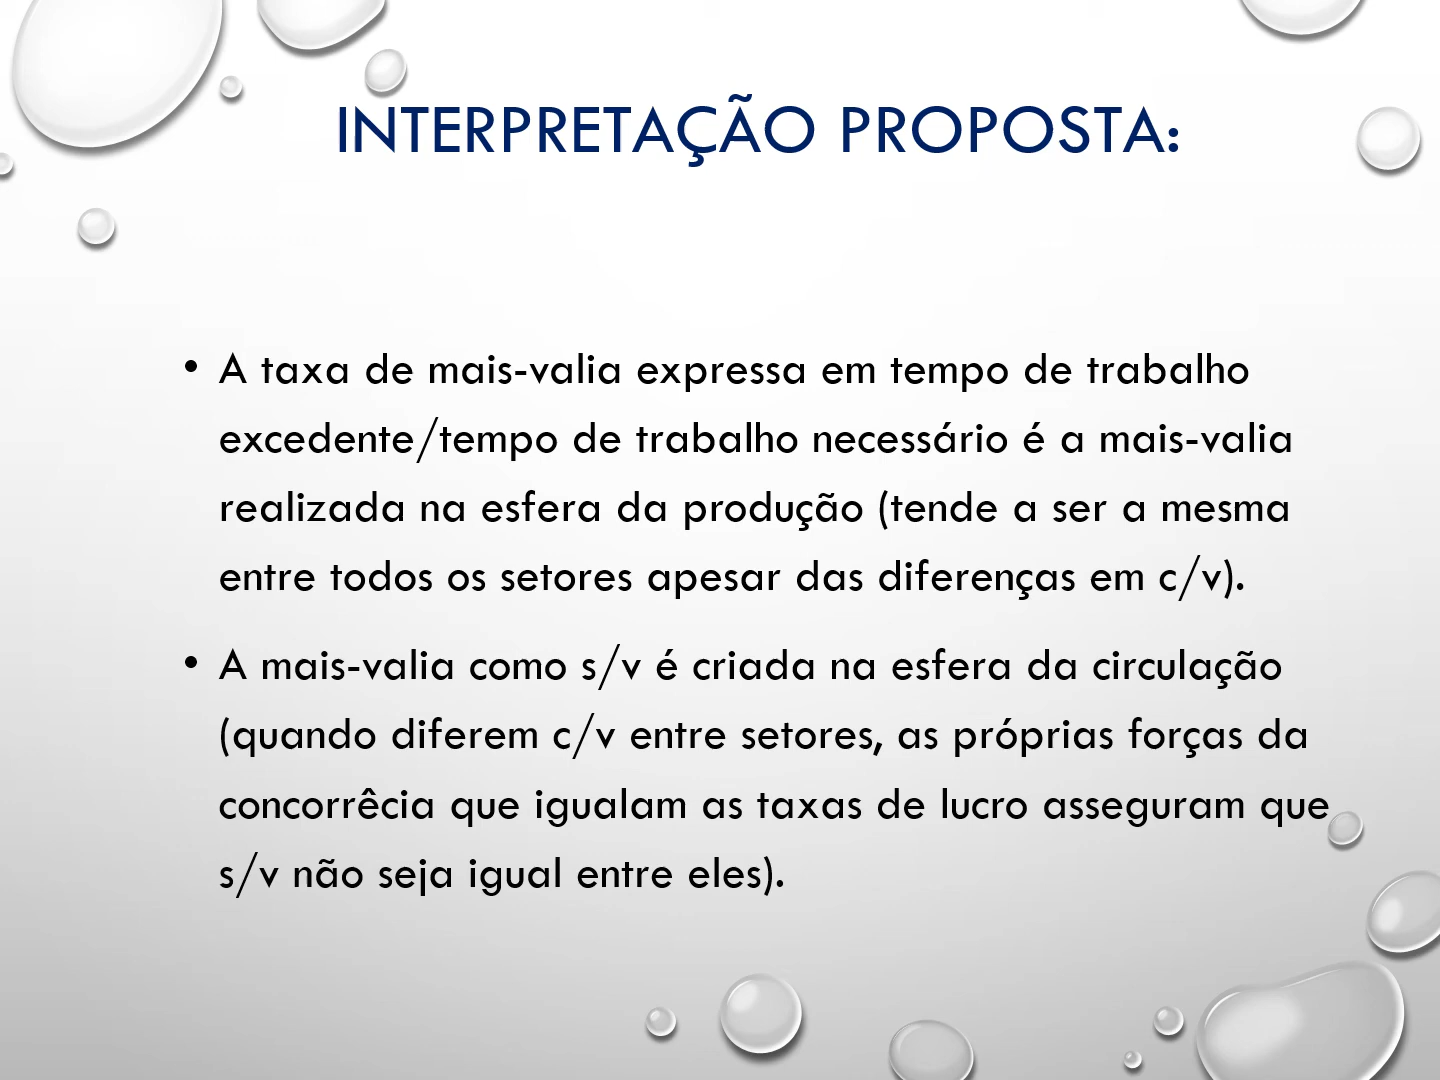 INTERPRETAÇÃO PROPOSTA:
• A taxa de mais-valia expressa em tempo de trabalho
excedente/tempo de trabalho necessário é a mais-valia
realizada na esfera da produção (tende a ser a mesma
entre todos os setores apesar das diferenças em c/v).
• A mais-valia como s/v é criada na esfera da circulação
(quando diferem c/v entre setores, as próprias forças da
concorrêcia que igualam as taxas de lucro asseguram que
s/v não seja igual entre eles).